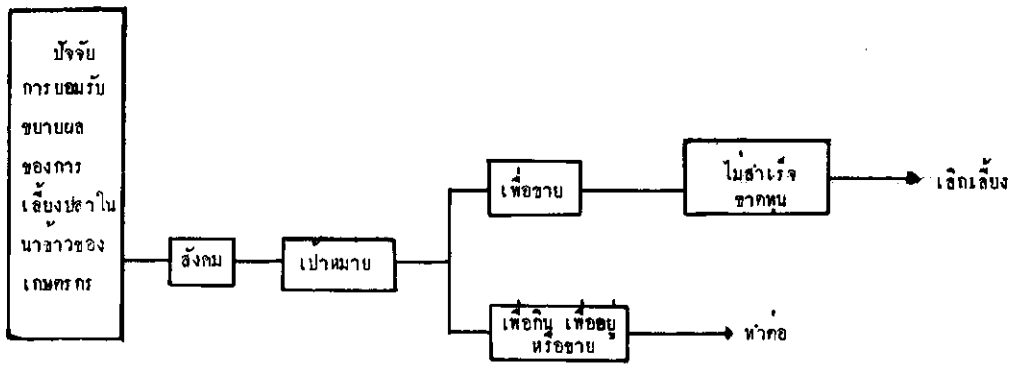 ปัจจัย
การยอมรับ
ขยายผล
ของการ
เลี้ยงปลาใน
นาข้าวของ
เกษตรกร
สังคม
เป้าหมาย
เพื่อขาย
ไม่สำเร็จ
ขาดทุน
เลิกเลี้ยง
เพื่อกิน เพื่ออยู่
หรือขาย
ทำต่อ